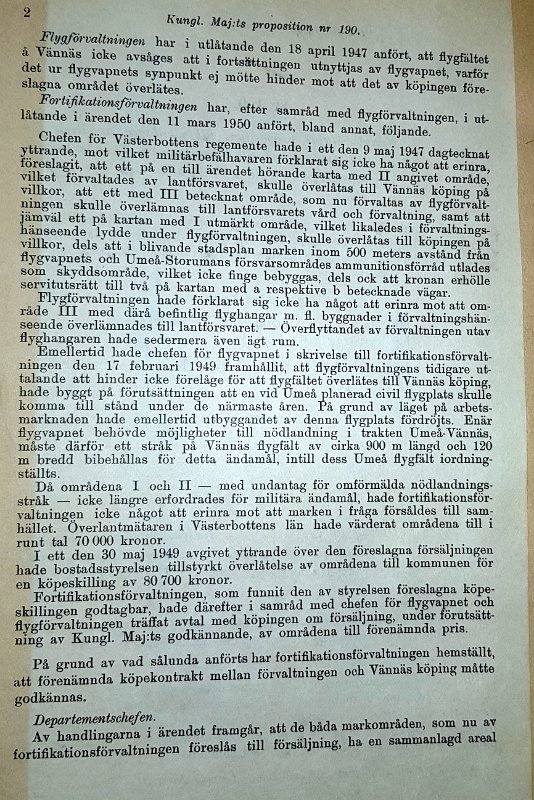 2
Kungl. Maj:ts proposition nr 190.
Flygförvaltningen har i utlåtande den 18 april 1947 anfört, att flygfältet
å Vännäs icke avsåges att i fortsättningen utnyttjas av flygvapnet, varför
det ur flygvapnets synpunkt ej mötte hinder mot att det av köpingen före-
slagna området överlätes.
Fortifikationsförvaltningen har, efter samråd med flygförvaltningen, i ut-
låtande i ärendet den 11 mars 1950 anfört, bland annat, följande.
Chefen för Västerbottens regemente hade i ett den 9 maj 1947 dagtecknat
yttrande, mot vilket militärbefälhavaren förklarat sig icke ha något att erinra,
föreslagit, att ett på en till ärendet hörande karta med II angivet område,
vilket förvaltades av lantförsvaret, skulle överlåtas till Vännäs köping på
villkor, att ett med III betecknat område, som nu förvaltas av flygförvalt-
ningen skulle överlämnas till lantförsvarets vård och förvaltning, samt att
jämväl ett på kartan med I utmärkt område, vilket likaledes i förvaltnings-
hänseende lydde under flygförvaltningen, skulle överlåtas till köpingen på
villkor, dels att i blivande stadsplan marken inom 500 meters avstånd från
flygvapnets och Umeå-Storumans försvarsområdes ammunitionsförråd utlades
som skyddsområde, vilket icke finge bebyggas, dels ock att kronan erhölle
servitutsrätt till två på kartan med a respektive b betecknade vägar.
Flygförvaltningen hade förklarat sig icke ha något att erinra mot att om-
råde III med därå befintlig flyghangar m. fl. byggnader i förvaltningshän-
seende överlämnades till lantförsvaret. — Överflyttandet av förvaltningen utav
flyghangaren hade sedermera även ägt rum.
Emellertid hade chefen för flygvapnet i skrivelse till fortifikationsförvalt-
ningen den 17 februari 1949 framhållit, att flygförvaltningens tidigare ut-
talande att hinder icke föreläge för att flygfältet överlätes till Vännäs köping,
hade byggt på förutsättningen att en vid Umeå planerad civil flygplats skulle
komma till stånd under de närmaste åren. På grund av läget på arbets-
marknaden hade emellertid utbyggandet av denna flygplats fördröjts. Enär
flygvapnet behövde möjligheter till nödlandning i trakten Umeå-Vännäs,
måste därför ett stråk på Vännäs flygfält av cirka 900 m längd och 120
m bredd bibehållas för detta ändamål, intill dess Umeå flygfält iordning-
ställts.
Då områdena I och II — med undantag för omförmälda nödlandnings-
stråk — icke längre erfordrades för militära ändamål, hade fortifikationsför-
valtningen icke något att erinra mot att marken i fråga försåldes till sam-
hället. Överlantmätaren i Västerbottens län hade värderat områdena till i
runt tal 70 000 kronor.
I ett den 30 maj 1949 avgivet yttrande över den föreslagna försäljningen
hade bostadsstyrelsen tillstyrkt överlåtelse av områdena till kommunen för
en köpeskilling av 80 700 kronor.
Fortifikationsförvaltningen, som funnit den av styrelsen föreslagna köpe-
skillingen godtagbar, hade därefter i samråd med chefen för flygvapnet och
flygförvaltningen träffat avtal med köpingen om försäljning, under förutsätt-
ning av Kungl. Maj:ts godkännande, av områdena till förenämnda pris.
På grund av vad sålunda anförts har fortifikationsförvaltningen hemställt,
att förenämnda köpekontrakt mellan förvaltningen och Vännäs köping måtte
godkännas.
Departementschefen.
Av handlingarna i ärendet framgår, att de båda markområden, som nu av
fortifikationsförvaltningen föreslås till försäljning, ha en sammanlagd areal